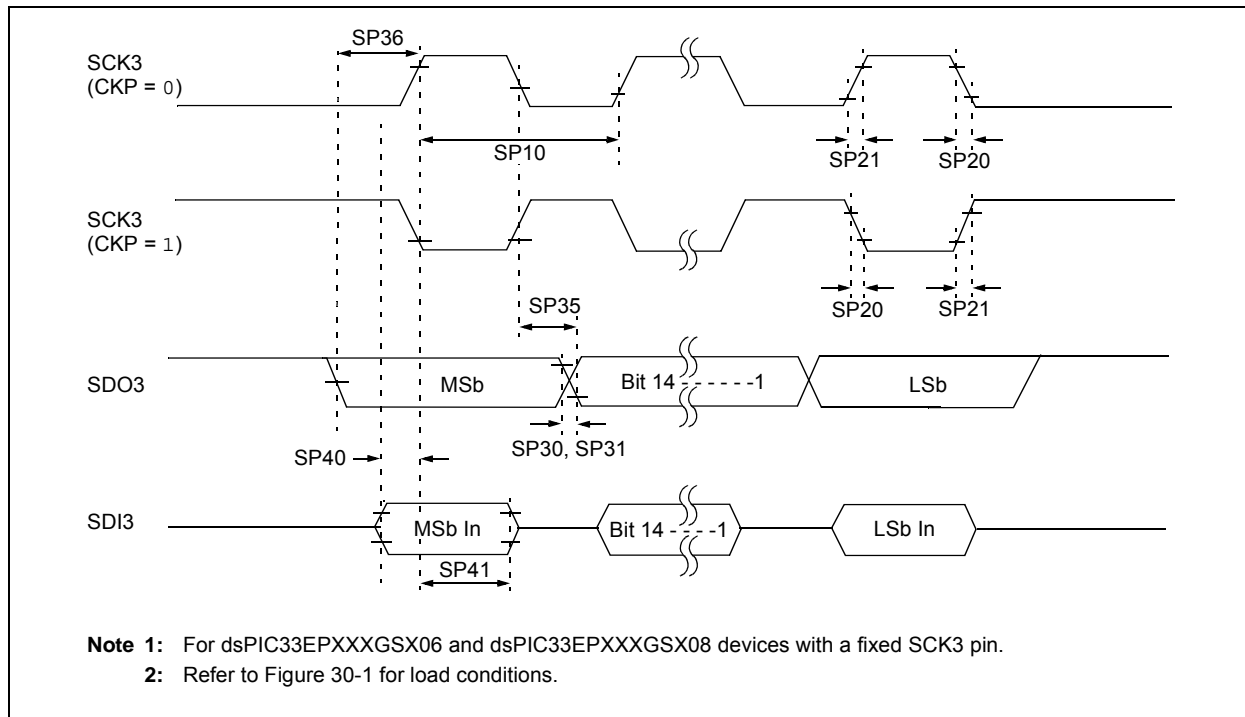 SP36
SCK3
(CKP = 0)
SP10
SP21
SP20
SCK3
(CKP = 1)
SP35
SP20
SP21
SDO3
MSb
Bit 14 - - - - - -1
LSb
SP30, SP31
SP40
SDI3
MSb In
Bit 14 - - - - -1
LSb In
SP41
Note 1: For dsPIC33EPXXXGSX06 and dsPIC33EPXXXGSX08 devices with a fixed SCK3 pin.
2: Refer to Figure 30-1 for load conditions.